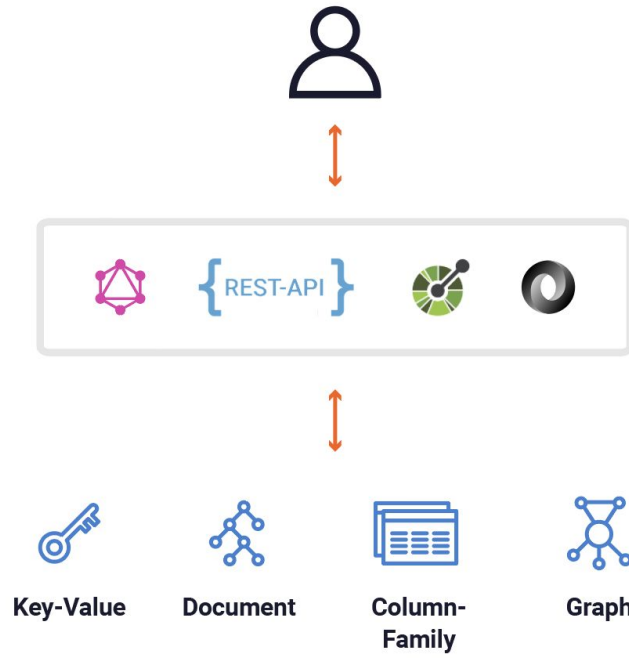 {REST-API}
Key-Value
Document
Column-
Family
Graph